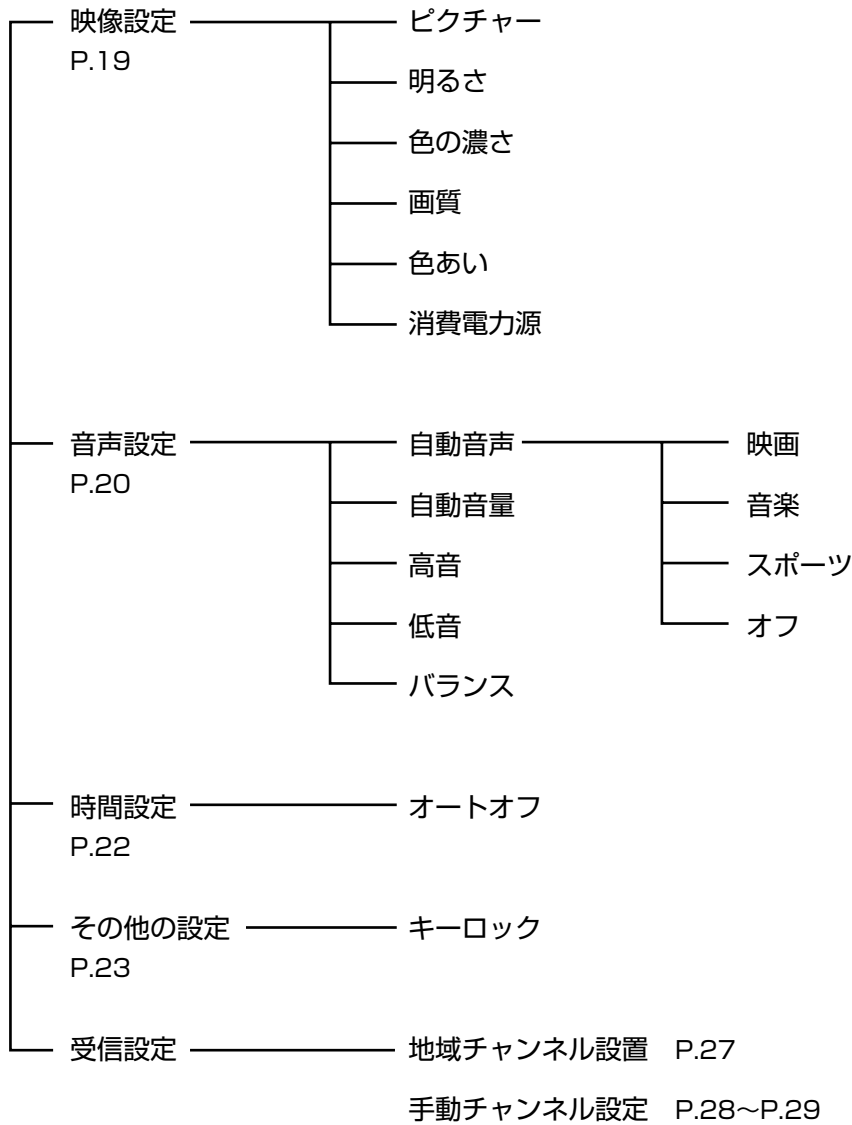 映像設定
P.19
ピクチャー
明るさ
色の濃さ
画質
色あい
消費電力源
音声設定
P.20
自動音声
映画
音楽
スポーツ
オフ
自動音量
高音
低音
バランス
時間設定
P.22
オートオフ
その他の設定
P.23
キーロック
受信設定
地域チャンネル設置 P.27
手動チャンネル設定 P.28~P.29